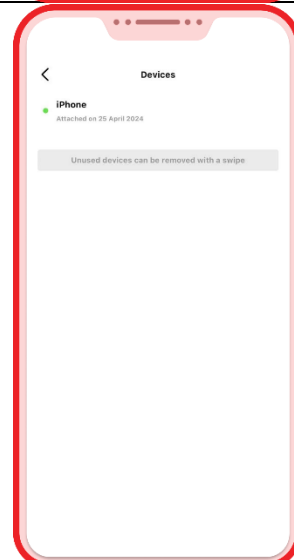 Devices
iPhone
Attached on 25 April 2024
Unused devices can be removed with a swipe